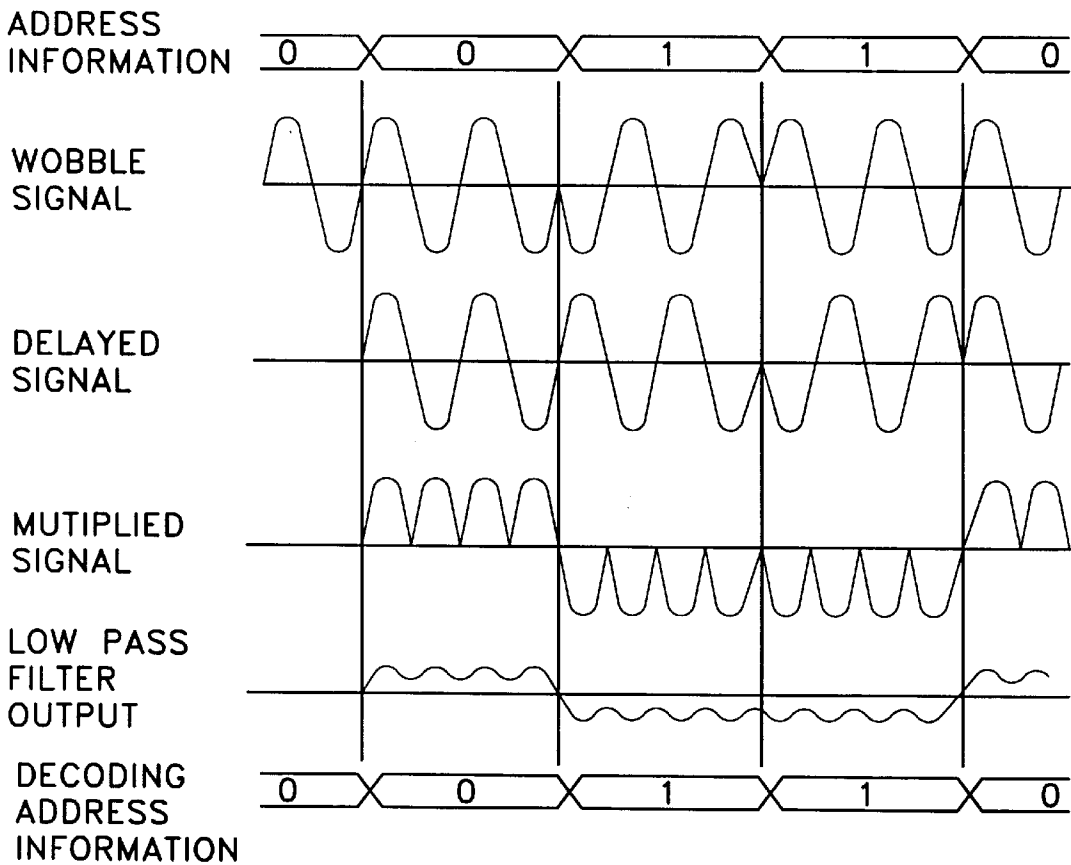 ADDRESS
INFORMATION
0 0 1 1 0
WOBBLE
SIGNAL
DELAYED
SIGNAL
MUTIPLIED
SIGNAL
LOW PASS
FILTER
OUTPUT
DECODING
ADDRESS
INFORMATION
0 0 1 1 0